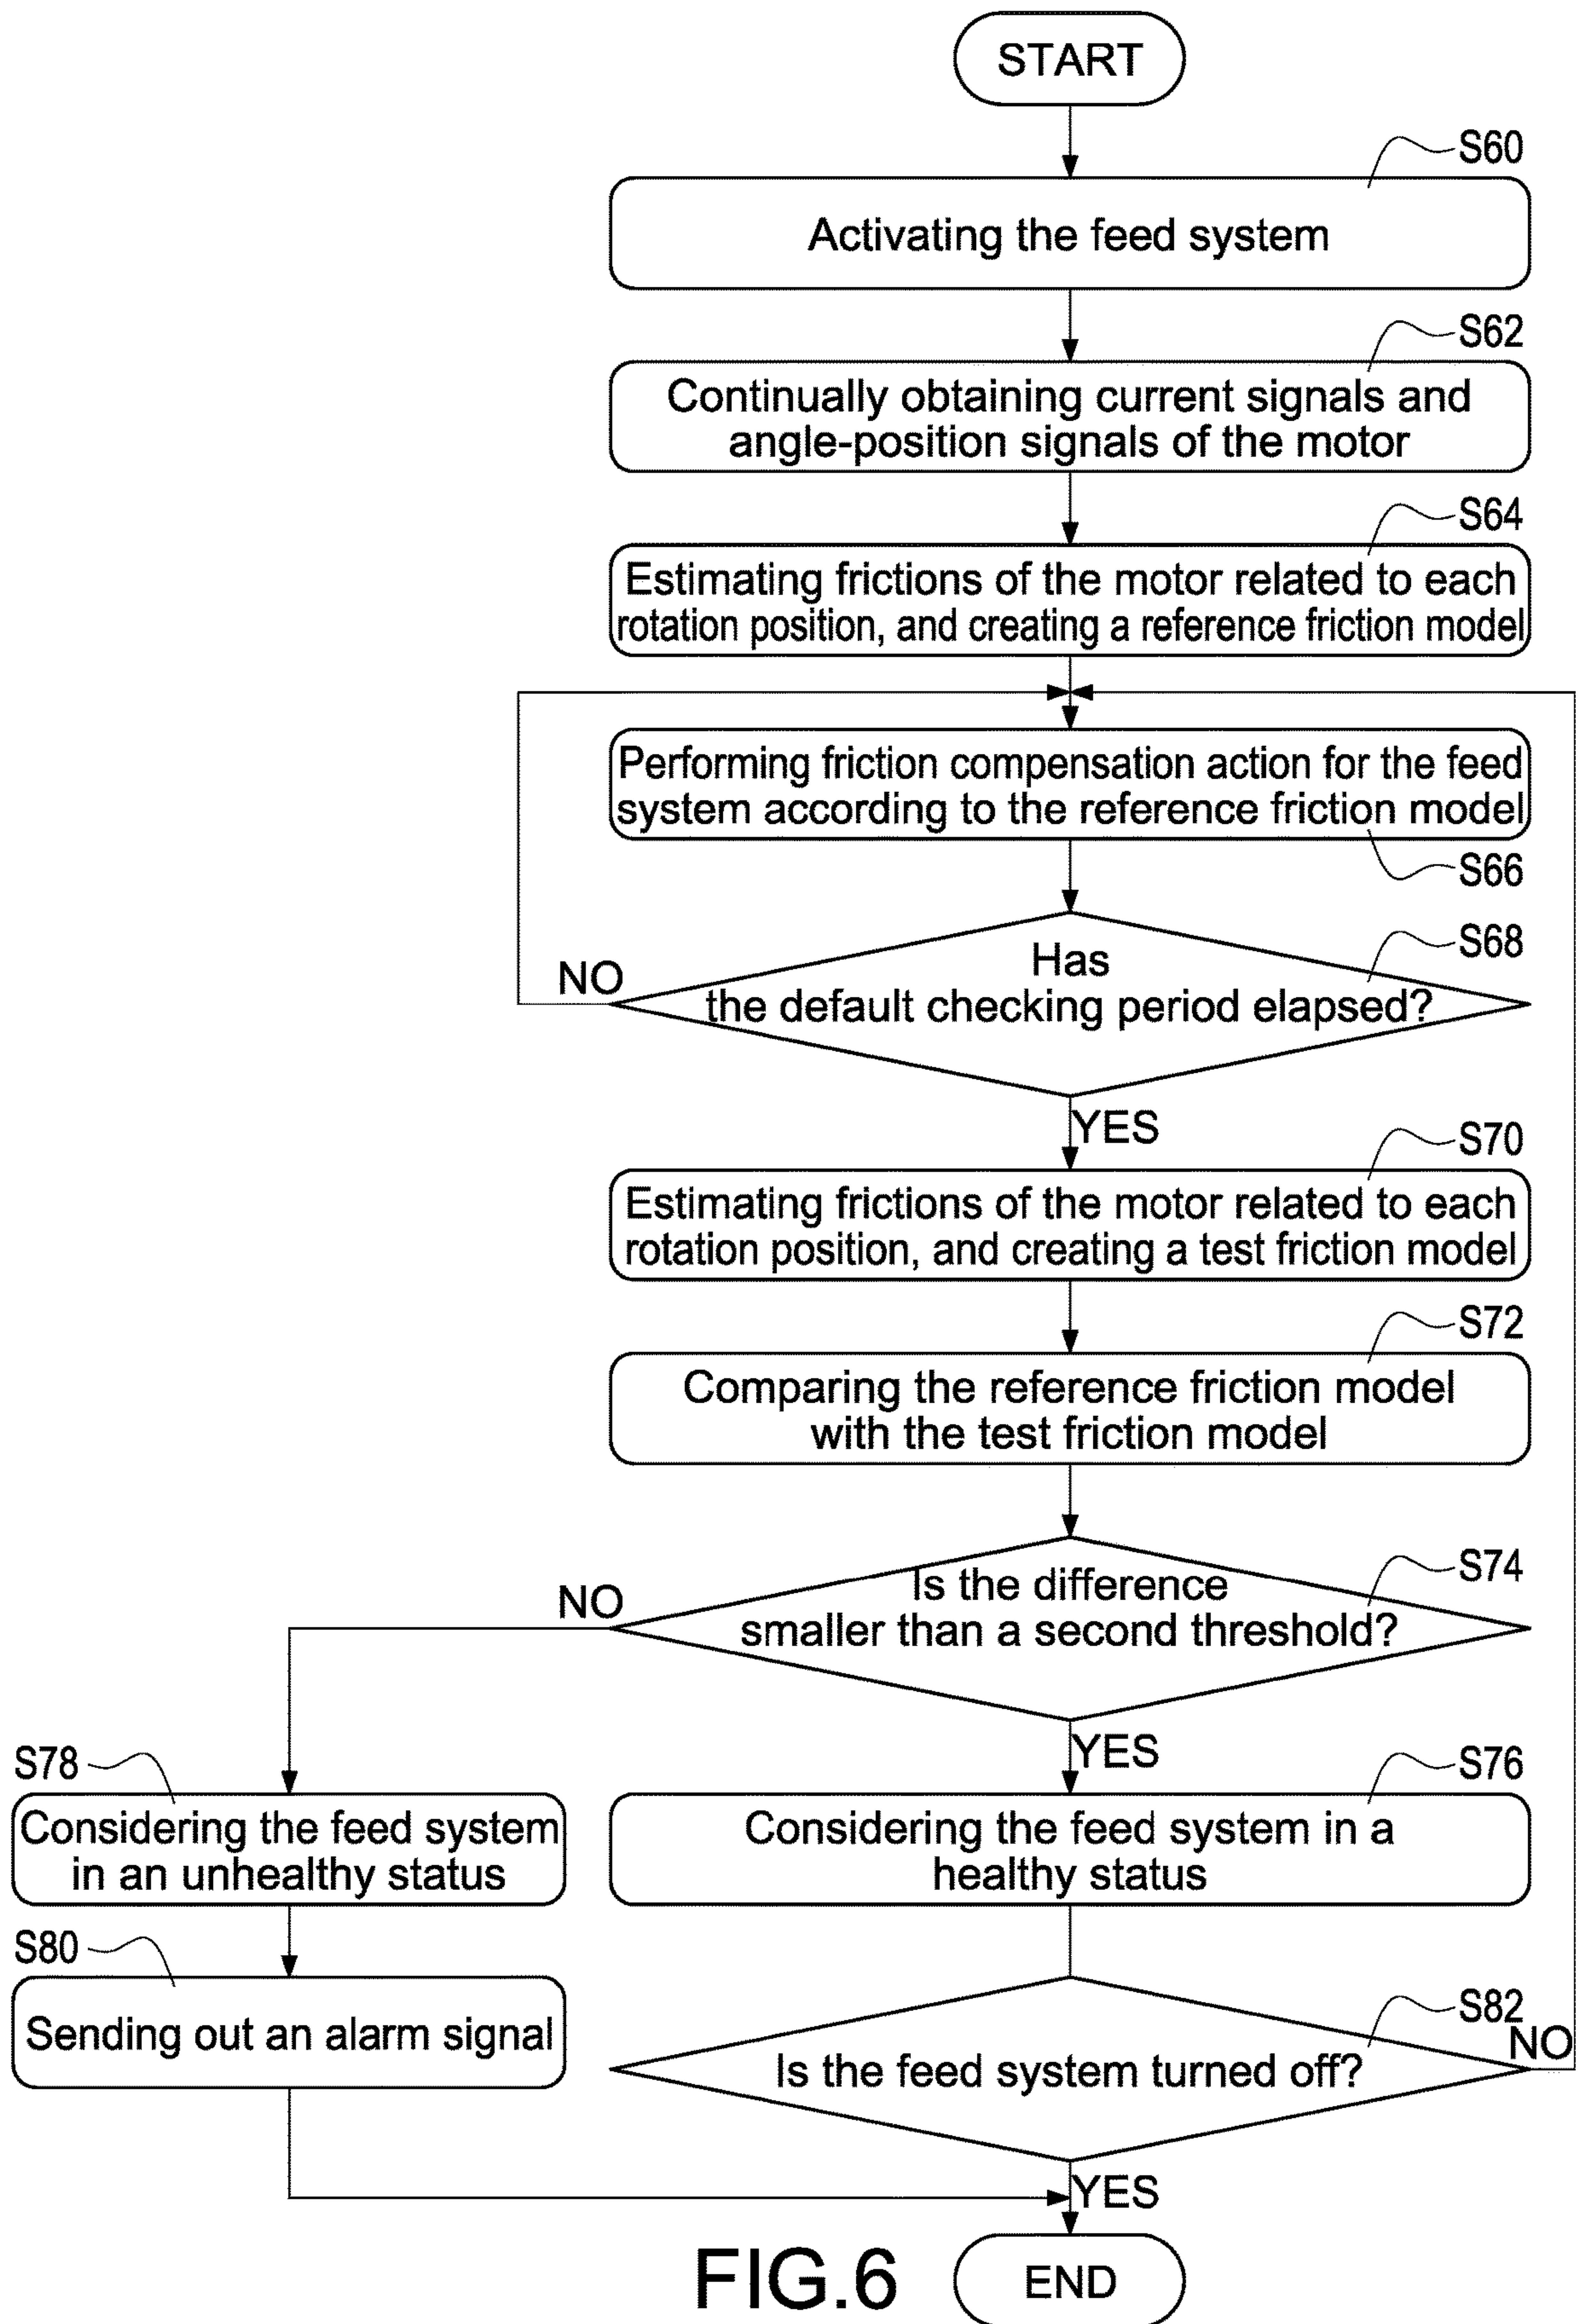 START
S60
Activating the feed system
S62
Continually obtaining current signals and
angle-position signals of the motor
S64
Estimating frictions of the motor related to each
rotation position, and creating a reference friction model
Performing friction compensation action for the feed
system according to the reference friction model
S66
S68
Has
the default checking period elapsed?
NO
YES
S70
Estimating frictions of the motor related to each
rotation position, and creating a test friction model
S72
Comparing the reference friction model
with the test friction model
S74
Is the difference
smaller than a second threshold?
NO
YES
S78
Considering the feed system
in an unhealthy status
S76
Considering the feed system in a
healthy status
S80
Sending out an alarm signal
S82
Is the feed system turned off?
NO
YES
END
FIG.6